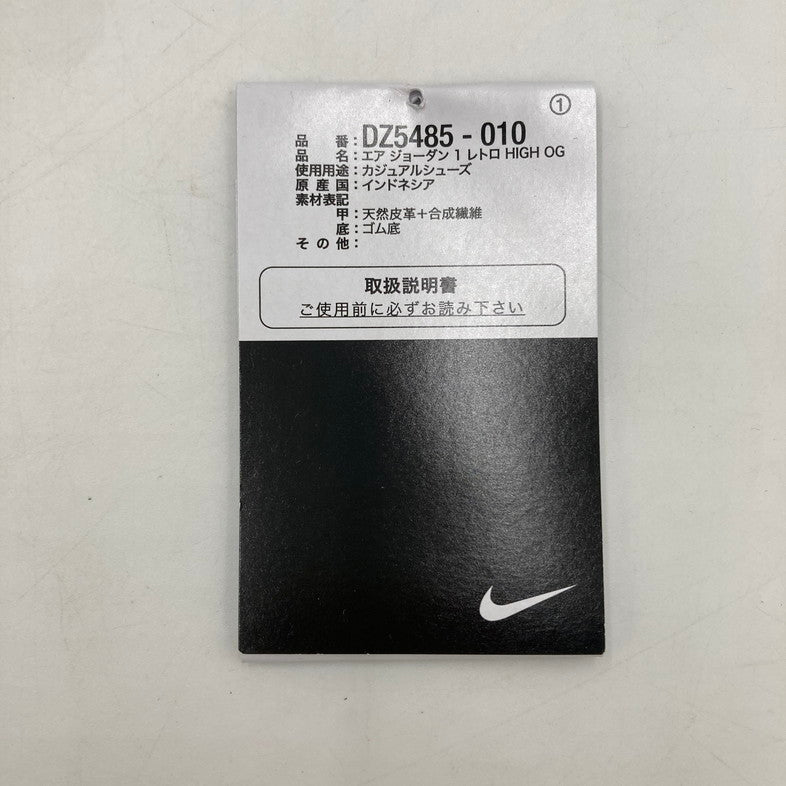 ①
品番：DZ5485 - 010
品名：エア ジョーダン 1 レトロ HIGH OG
使用用途：カジュアルシューズ
原産国：インドネシア
素材表記
甲：天然皮革＋合成繊維
底：ゴム底
その他：
取扱説明書
ご使用前に必ずお読み下さい